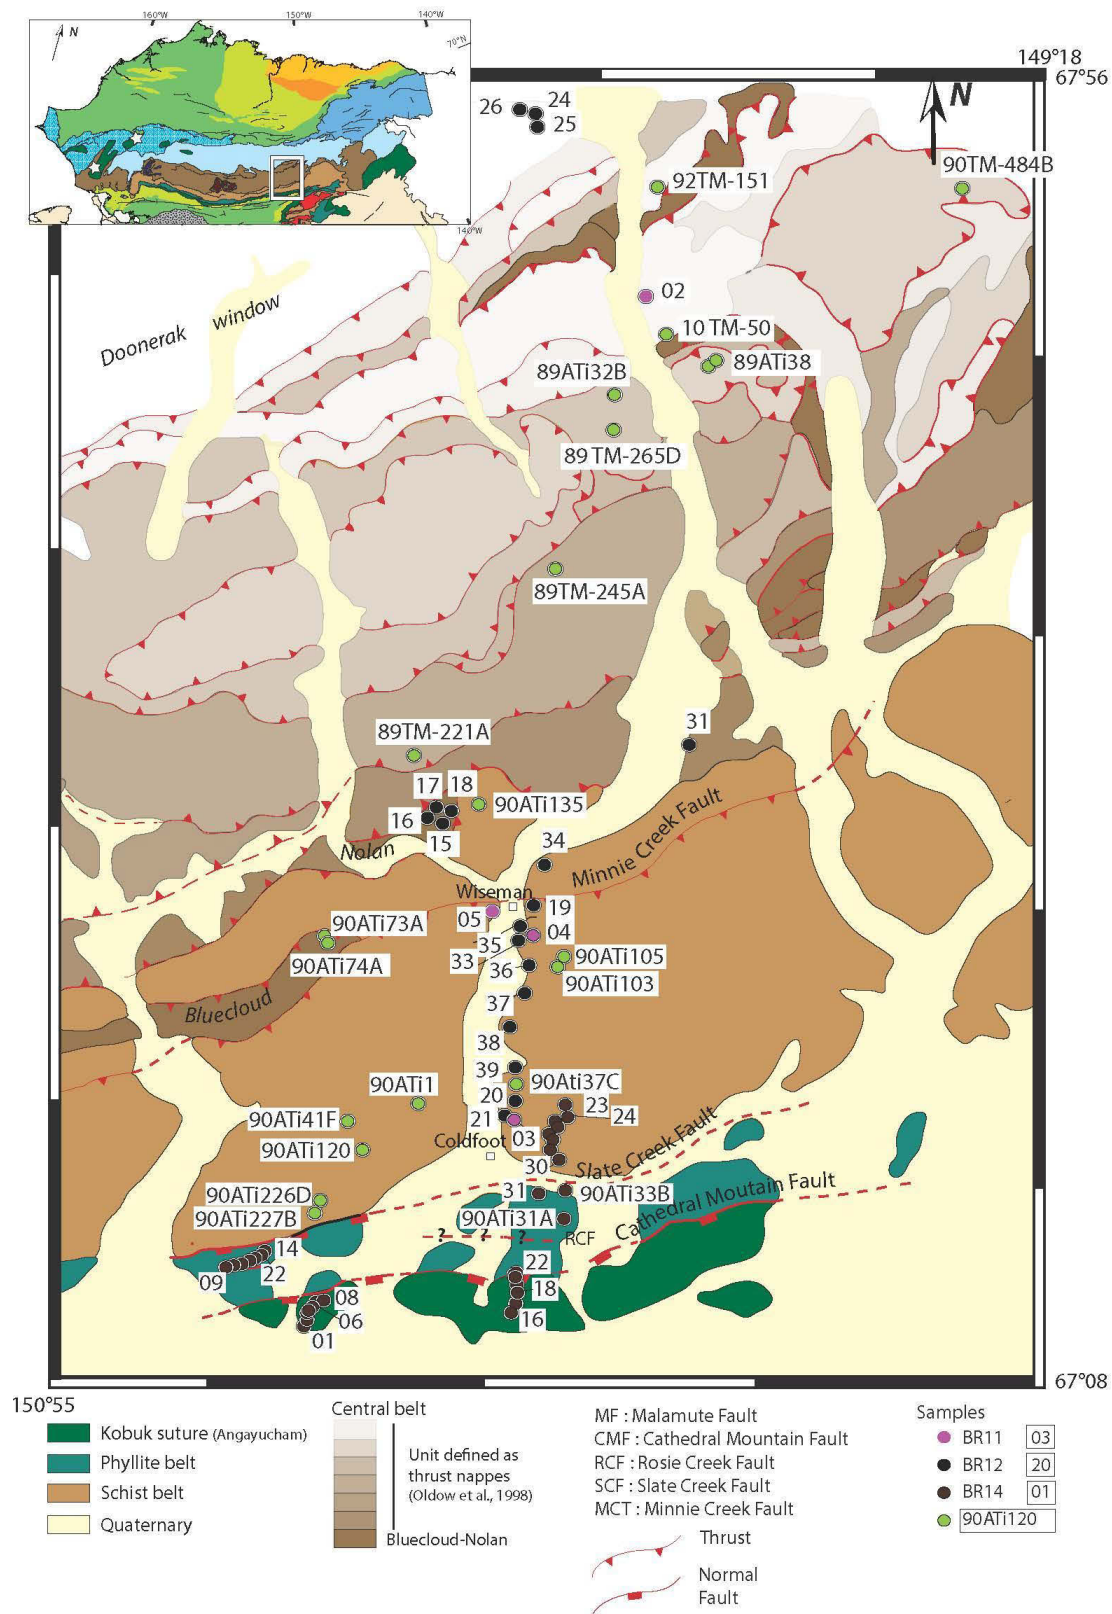 160°W
150°W
140°W
N
70°N
140°W
149°18
67°56
N
26
24
25
92TM-151
90TM-484B
02
10 TM-50
Doonerak window
89ATi38
89ATi32B
89 TM-265D
89TM-245A
31
89TM-221A
17
18
90ATi135
16
15
Nolan
34
Minnie Creek Fault
Wiseman
05
19
04
90ATi73A
35
90ATi105
33
36
90ATi74A
90ATi103
37
Bluecloud
38
39
90ATi1
90Ati37C
20
23
90ATi41F
21
24
Coldfoot
03
90ATi120
30
Slate Creek Fault
90ATi226D
31
90ATi33B
90ATi227B
90ATi31A
Cathedral Moutain Fault
? ? ?
RCF
14
09
22
22
08
18
06
16
01
67°08
150°55
Kobuk suture (Angayucham)
Phyllite belt
Schist belt
Quaternary
Central belt
Unit defined as
thrust nappes
(Oldow et al., 1998)
Bluecloud-Nolan
MF : Malamute Fault
CMF : Cathedral Mountain Fault
RCF : Rosie Creek Fault
SCF : Slate Creek Fault
MCT : Minnie Creek Fault
Thrust
Normal
Fault
Samples
BR11 03
BR12 20
BR14 01
90ATi120